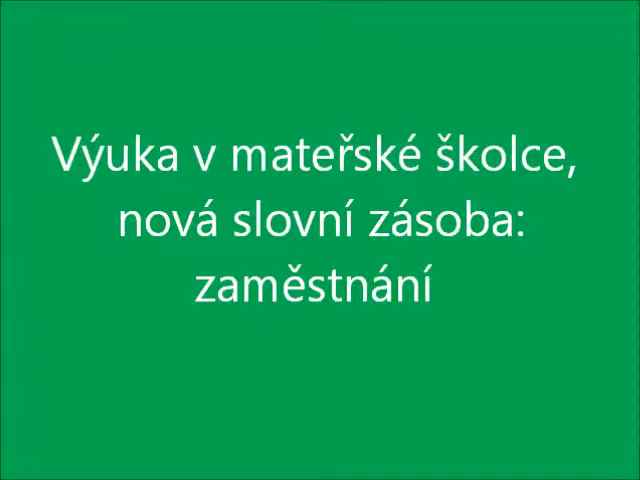 Výuka v mateřské školce,
nová slovní zásoba:
zaměstnání